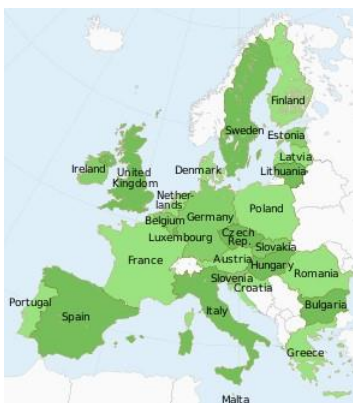 Finland
Sweden
Estonia
Latvia
Lithuania
Denmark
Ireland
United
Kingdom
Nether-
lands
Belgium
Germany
Poland
Luxembourg
Czech
Rep.
Slovakia
France
Austria
Hungary
Slovenia
Romania
Croatia
Portugal
Spain
Italy
Bulgaria
Greece
Malta